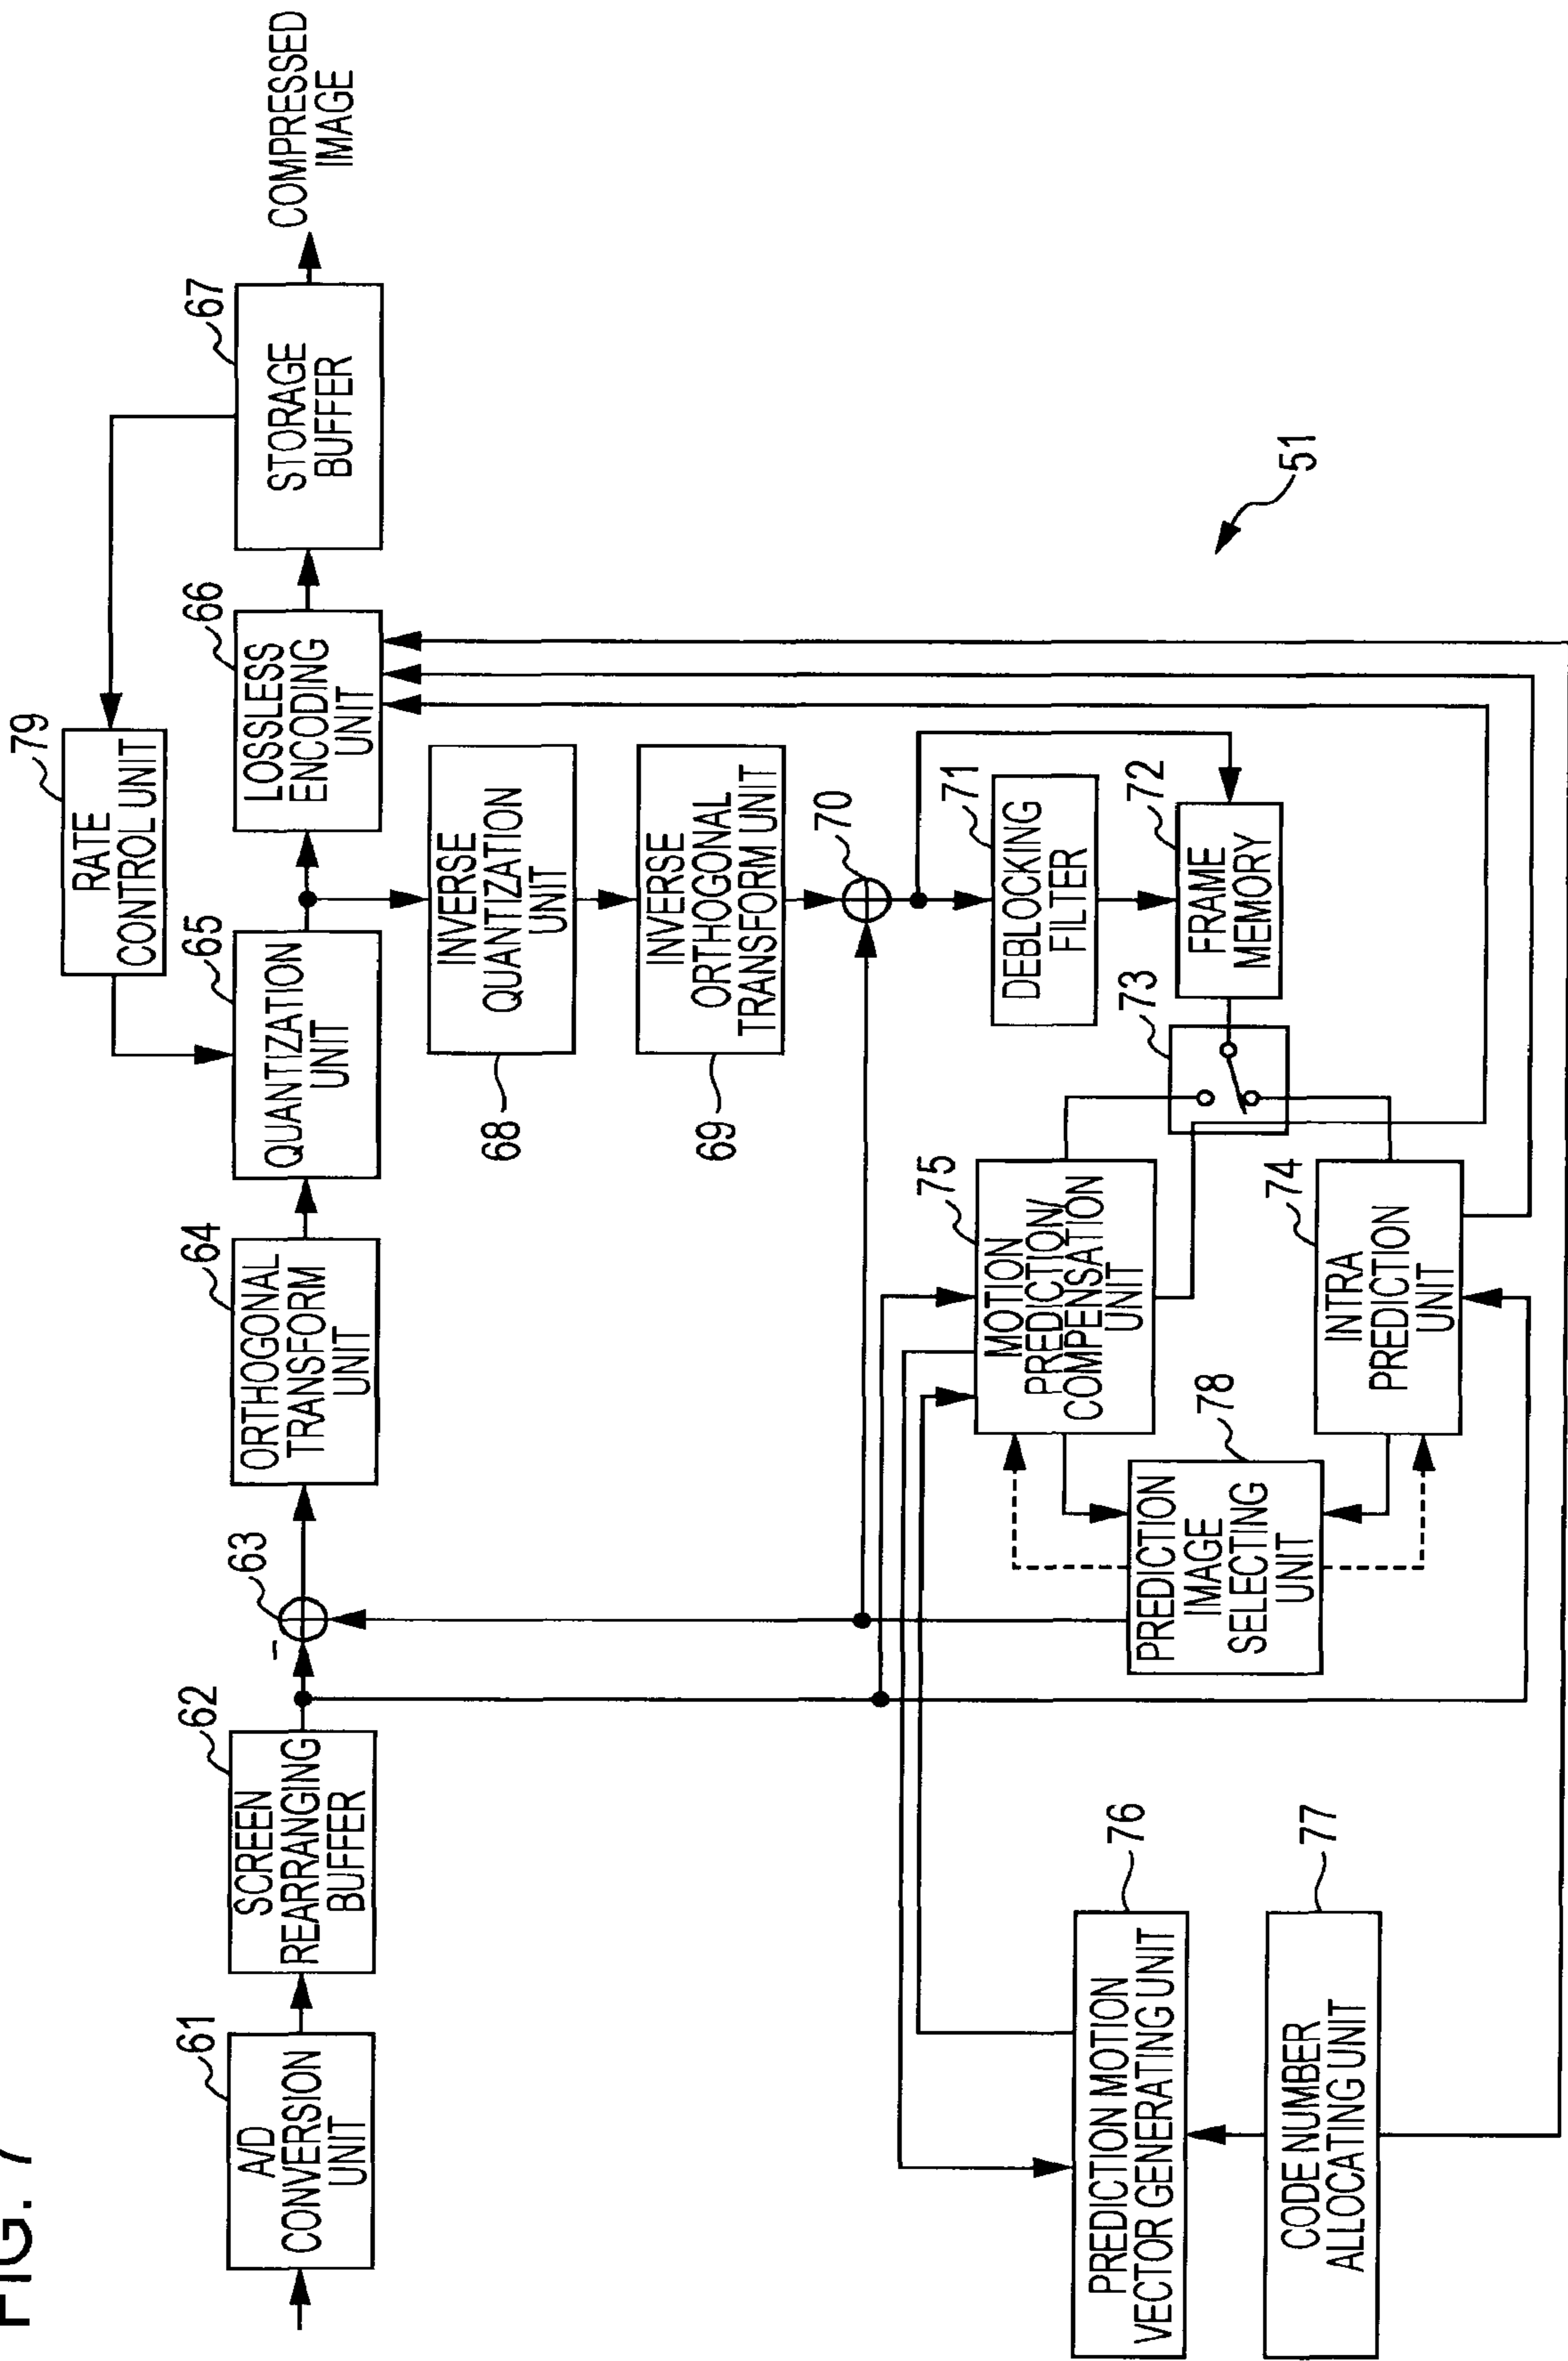 FIG. 7
61
A/D
CONVERSION
UNIT
62
SCREEN
REARRANGING
BUFFER
63
-
64
ORTHOGONAL
TRANSFORM
UNIT
65
QUANTIZATION
UNIT
79
RATE
CONTROL UNIT
66
LOSSLESS
ENCODING
UNIT
67
STORAGE
BUFFER
COMPRESSED
IMAGE
68
INVERSE
QUANTIZATION
UNIT
69
INVERSE
ORTHOGONAL
TRANSFORM UNIT
70
71
DEBLOCKING
FILTER
72
FRAME
MEMORY
73
75
MOTION
PREDICTION/
COMPENSATION
UNIT
74
INTRA
PREDICTION
UNIT
78
PREDICTION
IMAGE
SELECTING
UNIT
76
PREDICTION MOTION
VECTOR GENERATING UNIT
77
CODE NUMBER
ALLOCATING UNIT
51